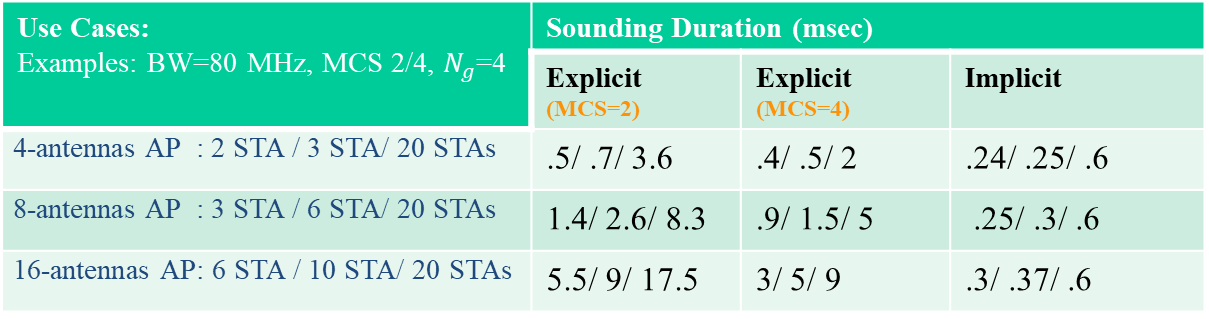 Use Cases:
Examples: BW=80 MHz, MCS 2/4, N_g=4
Sounding Duration (msec)
Explicit
(MCS=2)
Explicit
(MCS=4)
Implicit
4-antennas AP : 2 STA / 3 STA/ 20 STAs
.5/ .7/ 3.6
.4/ .5/ 2
.24/ .25/ .6
8-antennas AP : 3 STA / 6 STA/ 20 STAs
1.4/ 2.6/ 8.3
.9/ 1.5/ 5
.25/ .3/ .6
16-antennas AP: 6 STA / 10 STA/ 20 STAs
5.5/ 9/ 17.5
3/ 5/ 9
.3/ .37/ .6